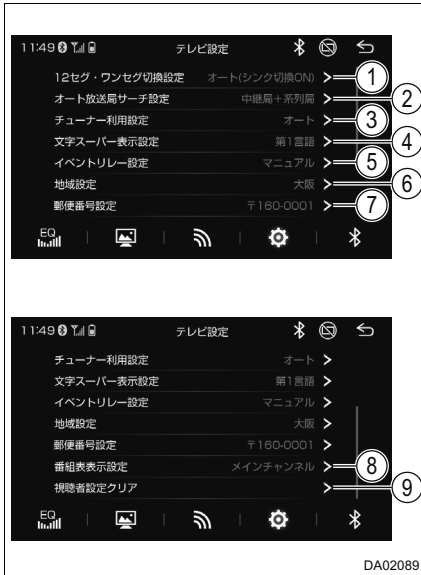 11:49 テレビ設定
12セグ・ワンセグ切換設定 オート(シンク切換ON) > 1
オート放送局サーチ設定 中継局+系列局 > 2
チューナー利用設定 オート > 3
文字スーパー表示設定 第1言語 > 4
イベントリレー設定 マニュアル > 5
地域設定 大阪 > 6
郵便番号設定 〒160-0001 > 7
EQ
11:49 テレビ設定
チューナー利用設定 オート >
文字スーパー表示設定 第1言語 >
イベントリレー設定 マニュアル >
地域設定 大阪 >
郵便番号設定 〒160-0001 >
番組表表示設定 メインチャンネル > 8
視聴者設定クリア > 9
EQ
DA02089